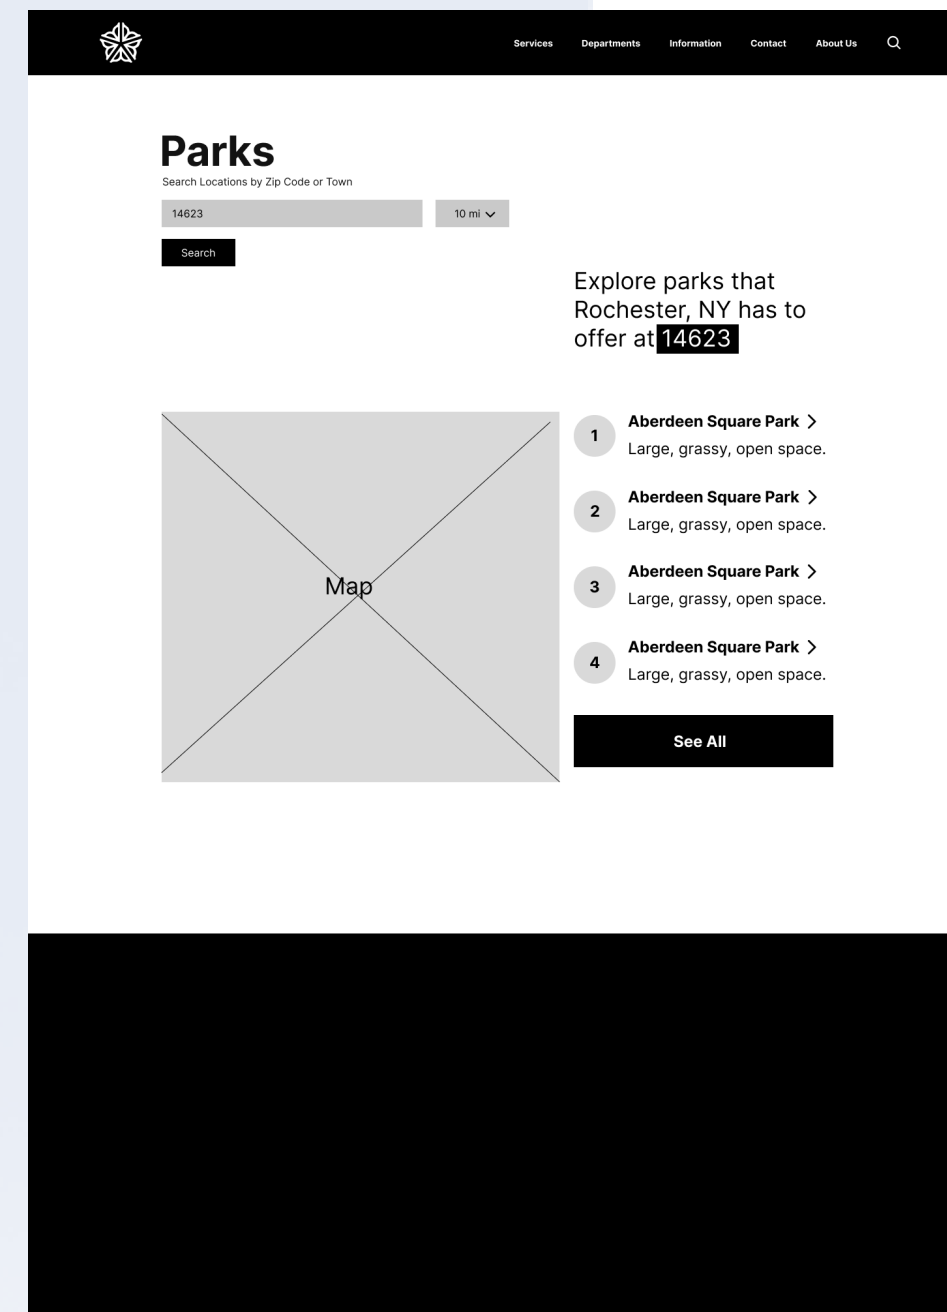 Services Departments Information Contact About Us
Parks
Search Locations by Zip Code or Town
14623 10 mi
Search
Explore parks that
Rochester, NY has to
offer at 14623
Map
1 Aberdeen Square Park
Large, grassy, open space.
2 Aberdeen Square Park
Large, grassy, open space.
3 Aberdeen Square Park
Large, grassy, open space.
4 Aberdeen Square Park
Large, grassy, open space.
See All